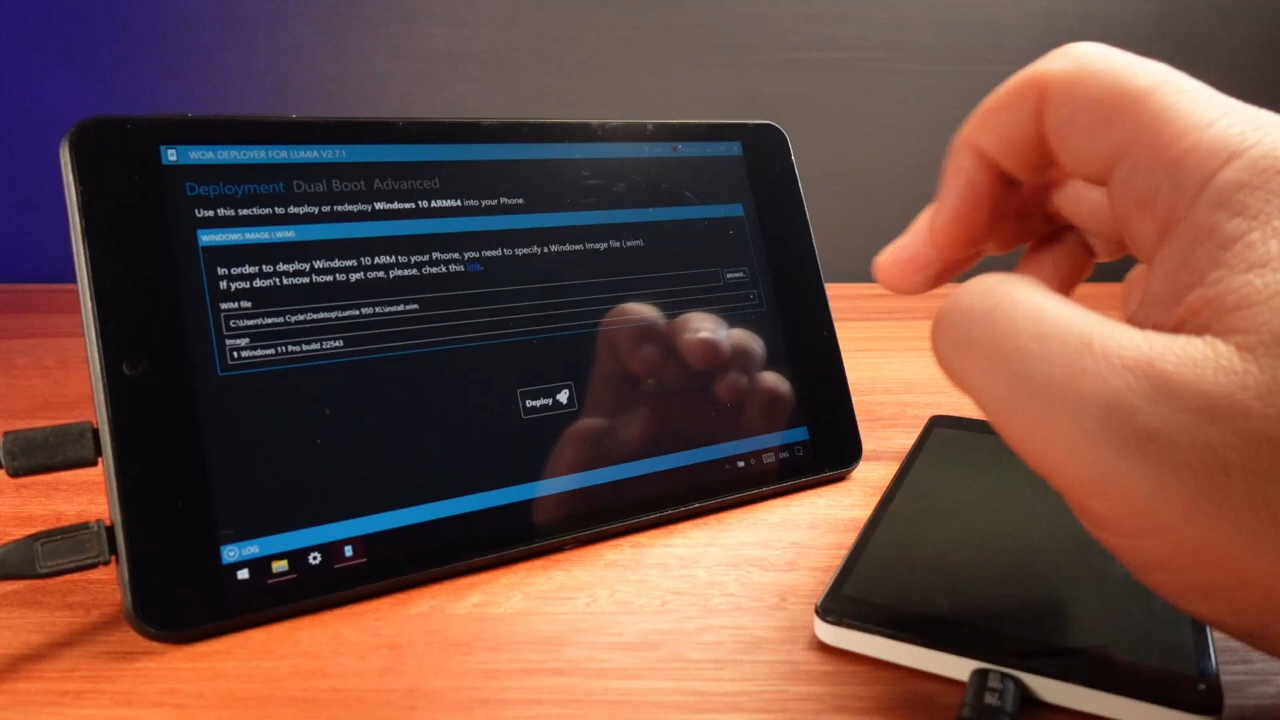 WOA DEPLOYER FOR LUMIA V2.7.1
Deployment Dual Boot Advanced
Use this section to deploy or redeploy Windows 10 ARM64 into your Phone.
WINDOWS IMAGE (.WIM)
In order to deploy Windows 10 ARM to your Phone, you need to specify a Windows Image file (.wim).
If you don't know how to get one, please, check this link.
WIM file
C:\Users\Janus Cycle\Desktop\Lumia 950 XL\install.wim
BROWSE...
Image
1 Windows 11 Pro build 22543
Deploy
LOG
ENG